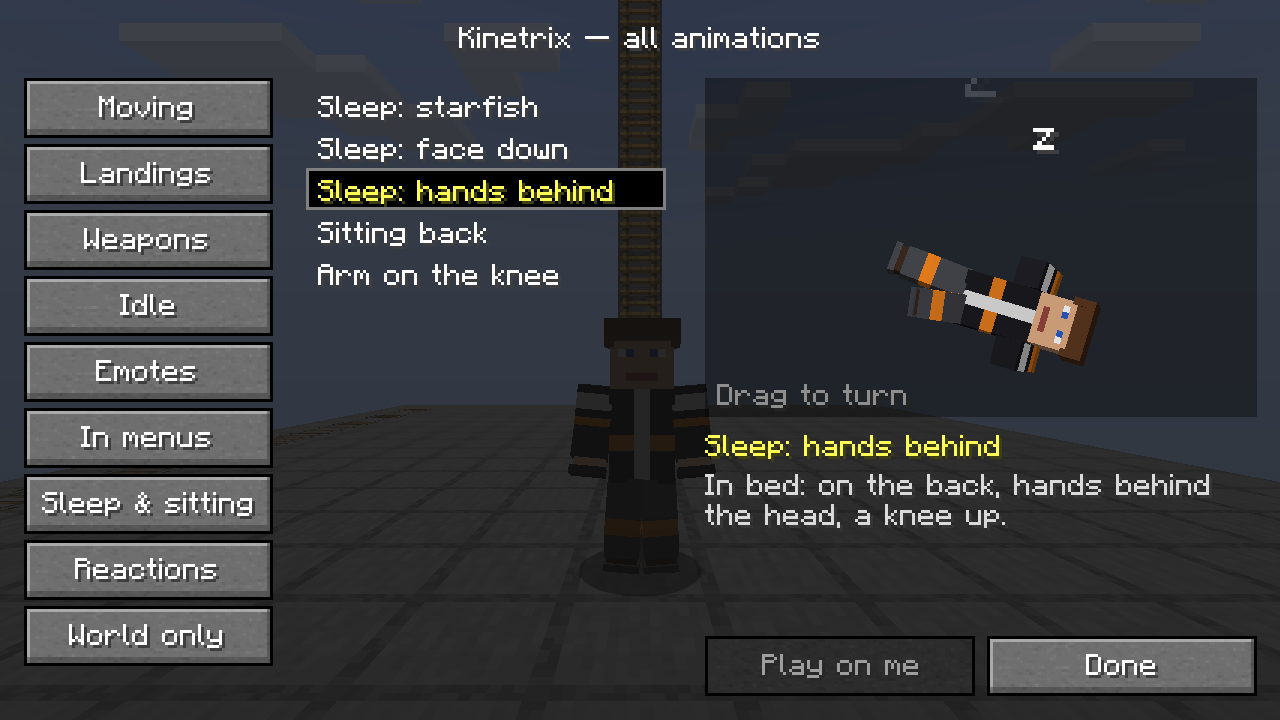 Kinetrix — all animations
Moving
Landings
Weapons
Idle
Emotes
In menus
Sleep & sitting
Reactions
World only
Sleep: starfish
Sleep: face down
Sleep: hands behind
Sitting back
Arm on the knee
Z
Drag to turn
Sleep: hands behind
In bed: on the back, hands behind
the head, a knee up.
Play on me
Done